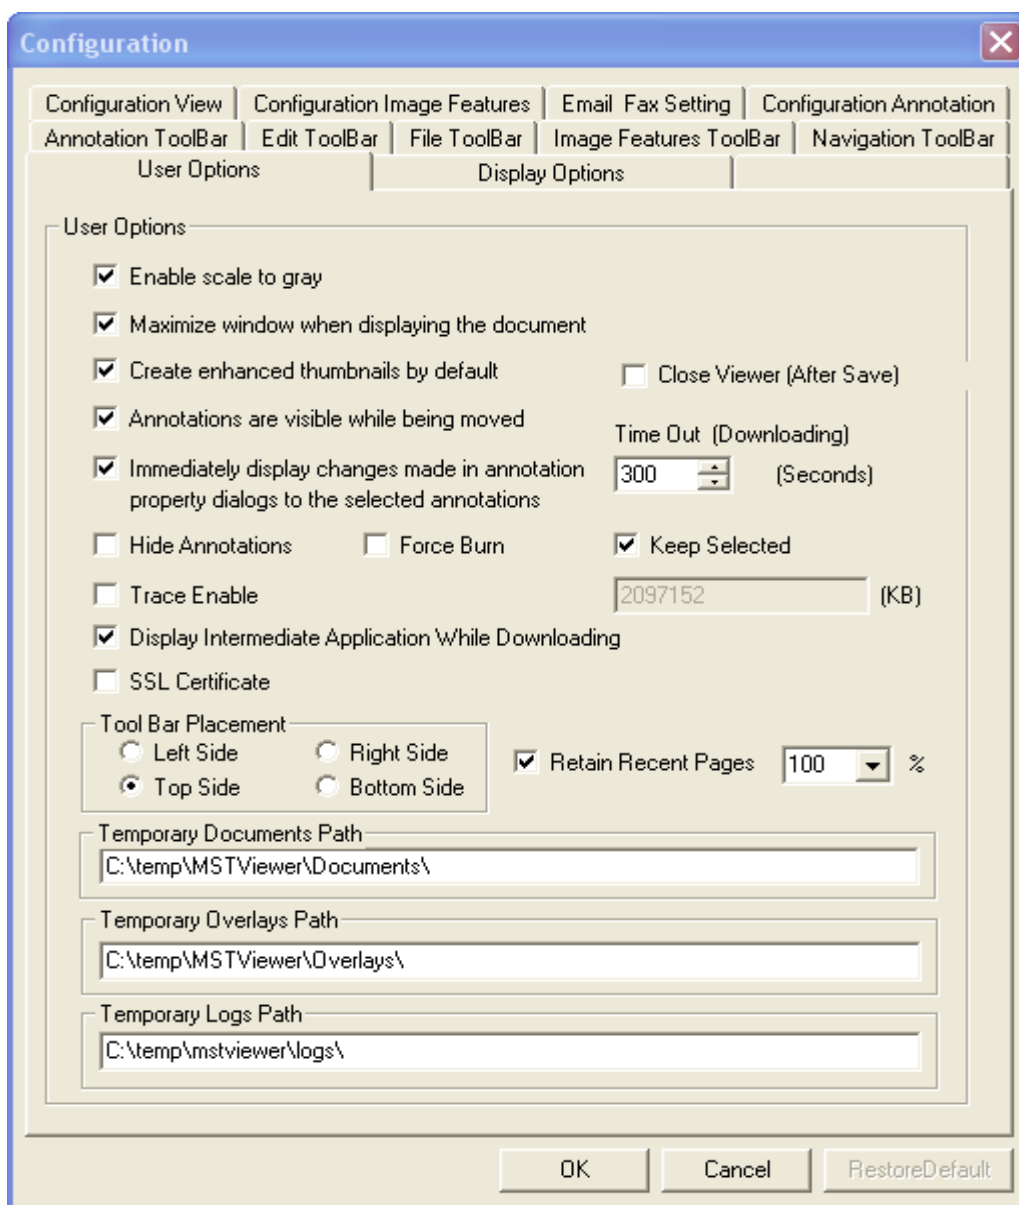 Configuration
Configuration View
Configuration Image Features
Email  Fax Setting
Configuration Annotation
Annotation ToolBar
Edit ToolBar
File ToolBar
Image Features ToolBar
Navigation ToolBar
User Options
Display Options
User Options
Enable scale to gray
Maximize window when displaying the document
Create enhanced thumbnails by default
Close Viewer (After Save)
Annotations are visible while being moved
Time Out  (Downloading)
Immediately display changes made in annotation
property dialogs to the selected annotations
300
(Seconds)
Hide Annotations
Force Burn
Keep Selected
Trace Enable
2097152
(KB)
Display Intermediate Application While Downloading
SSL Certificate
Tool Bar Placement
Left Side
Right Side
Top Side
Bottom Side
Retain Recent Pages
100
%
Temporary Documents Path
C:\temp\MSTViewer\Documents\
Temporary Overlays Path
C:\temp\MSTViewer\Overlays\
Temporary Logs Path
C:\temp\mstviewer\logs\
OK
Cancel
RestoreDefault